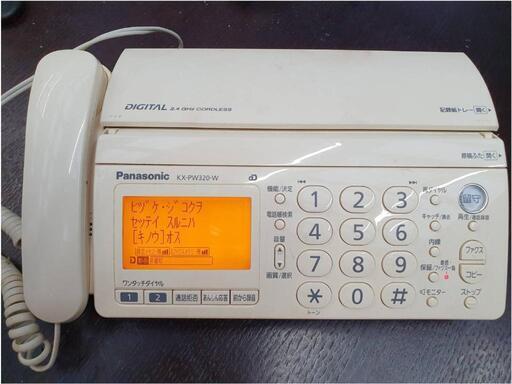 DIGITAL 2.4 GHz CORDLESS
記録紙トレー 開く
原稿ふた 開く
Panasonic KX-PW320-W
ヒヅケ・ジコクヲ
セッテイ スルニハ
[キノウ]オス
機能/決定
電話帳検索
音量
画質/選択
1 2 3
4 5 6
7 8 9
* 0 #
トーン
再ダイヤル
キャッチ/消去
内線
保留/ファクス一覧
モニター
留守
再生/通話録音
ファクス
コピー
ストップ
ワンタッチダイヤル
1 2 通話拒否 あんしん応答 前から録音